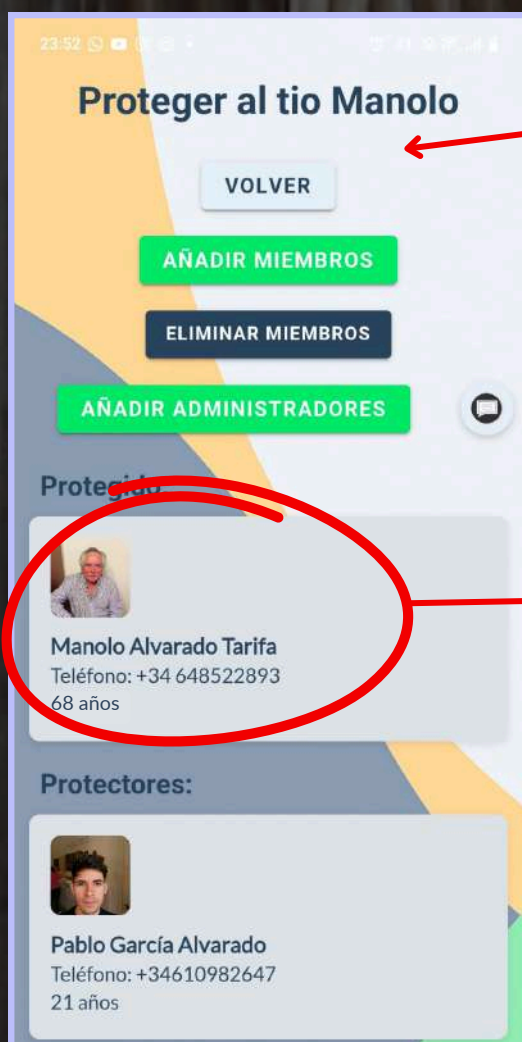 23:52
Proteger al tio Manolo
VOLVER
AÑADIR MIEMBROS
ELIMINAR MIEMBROS
AÑADIR ADMINISTRADORES
Protegido:
Manolo Alvarado Tarifa
Teléfono: +34 648522893
68 años
Protectores:
Pablo García Alvarado
Teléfono: +34610982647
21 años